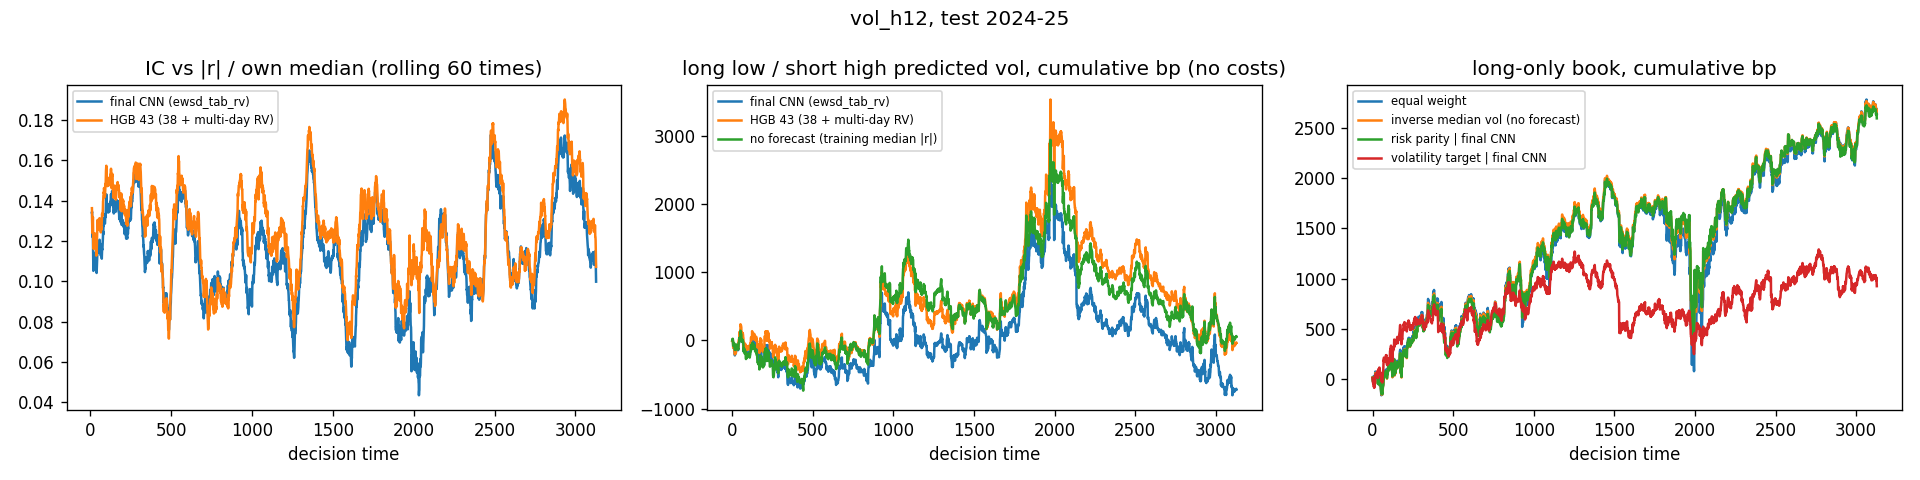 vol_h12, test 2024-25
IC vs |r| / own median (rolling 60 times)
final CNN (ewsd_tab_rv)
HGB 43 (38 + multi-day RV)
0.18
0.16
0.14
0.12
0.10
0.08
0.06
0.04
0 500 1000 1500 2000 2500 3000
decision time
long low / short high predicted vol, cumulative bp (no costs)
final CNN (ewsd_tab_rv)
HGB 43 (38 + multi-day RV)
no forecast (training median |r|)
3000
2000
1000
0
−1000
0 500 1000 1500 2000 2500 3000
decision time
long-only book, cumulative bp
equal weight
inverse median vol (no forecast)
risk parity | final CNN
volatility target | final CNN
2500
2000
1500
1000
500
0
0 500 1000 1500 2000 2500 3000
decision time